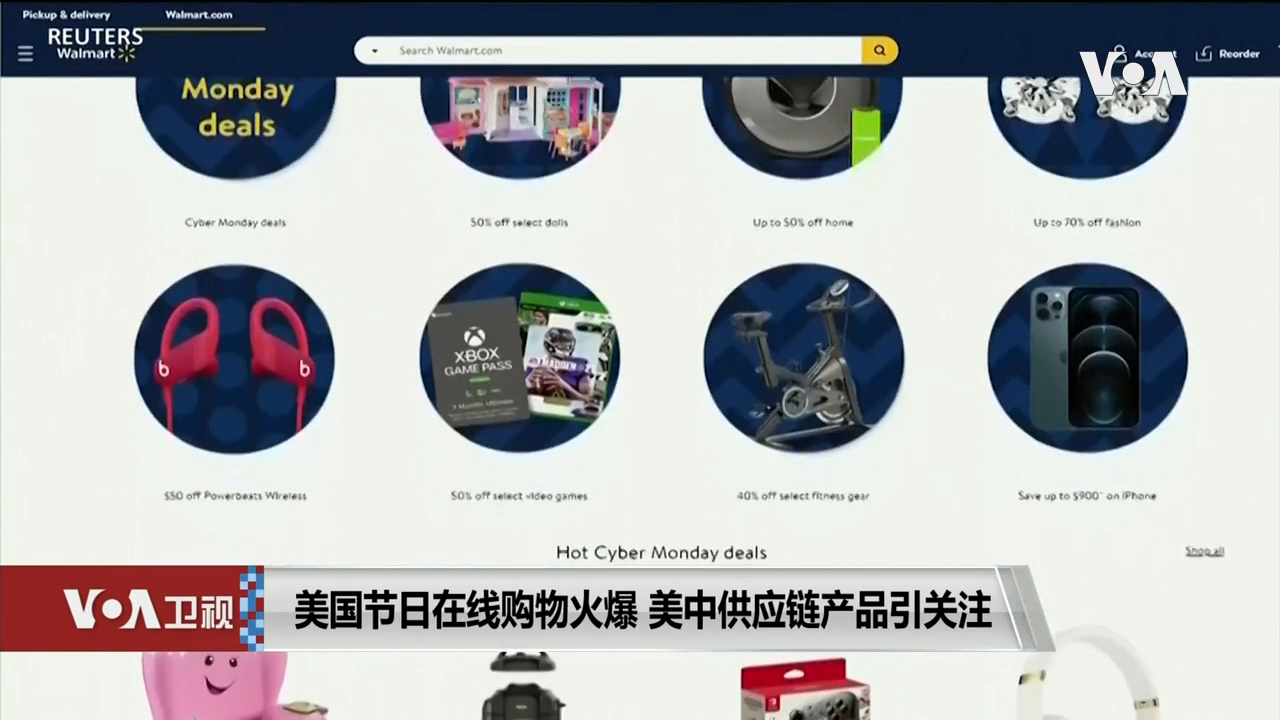 Pickup & delivery
Walmart.com
REUTERS
Walmart
Search Walmart.com
Account
Reorder
VOA
Monday
deals
Cyber Monday deals
50% off select dolls
Up to 50% off home
Up to 70% off fashion
b
b
XBOX
GAME PASS
MADDEN
$50 off Powerbeats Wireless
50% off select video games
40% off select fitness gear
Save up to $900* on iPhone
Hot Cyber Monday deals
Shop all
VOA卫视
美国节日在线购物火爆 美中供应链产品引关注